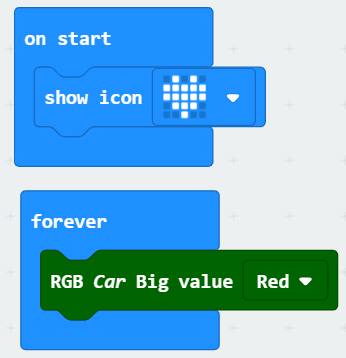 on start
show icon
forever
RGB Car Big value Red